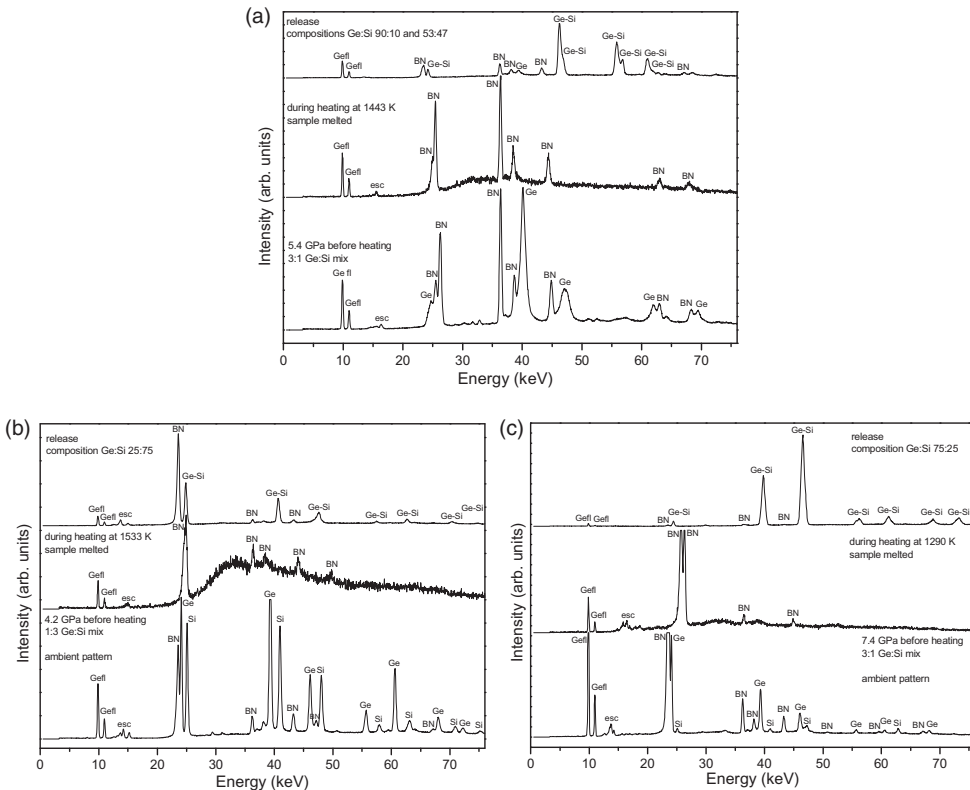 (a)
release
compositions Ge:Si 90:10 and 53:47
Gefl
Gefl
BN
Ge-Si
BN
BN
Ge
BN
Ge-Si
Ge-Si
Ge-Si
Ge-Si
Ge-Si
Ge-Si
BN
during heating at 1443 K
sample melted
Gefl
Gefl
esc
BN
BN
BN
BN
BN
BN
BN
5.4 GPa before heating
3:1 Ge:Si mix
Ge fl
Gefl
esc
Ge
BN
BN
BN
BN
Ge
BN
Ge
Ge
BN
BN
Ge
Intensity (arb. units)
0 10 20 30 40 50 60 70
Energy (keV)
(b)
release
composition Ge:Si 25:75
Gefl
Gefl
esc
BN
Ge-Si
BN
Ge-Si
BN
Ge-Si
Ge-Si
Ge-Si
Ge-Si
Ge-Si
during heating at 1533 K
sample melted
Gefl
Gefl
esc
BN
BN
BN
BN
BN
4.2 GPa before heating
1:3 Ge:Si mix
ambient pattern
Gefl
Gefl
esc
BN
Ge
Si
BN
Ge
Si
BN
Ge
BN
Si
Ge
Si
Ge
Si
BN
Ge
Si
Ge
Si
Intensity (arb. units)
0 10 20 30 40 50 60 70
Energy (keV)
(c)
release
composition Ge:Si 75:25
Gefl
Gefl
BN
Ge-Si
BN
Ge-Si
BN
Ge-Si
Ge-Si
Ge-Si
Ge-Si
Ge-Si
during heating at 1290 K
sample melted
Gefl
Gefl
esc
BN
BN
BN
BN
7.4 GPa before heating
3:1 Ge:Si mix
ambient pattern
Gefl
Gefl
esc
BN
Ge
Si
BN
BN
Ge
Si
BN
Ge
Si
BN
Ge
BN
Ge
Si
BN
Ge
Intensity (arb. units)
0 10 20 30 40 50 60 70
Energy (keV)